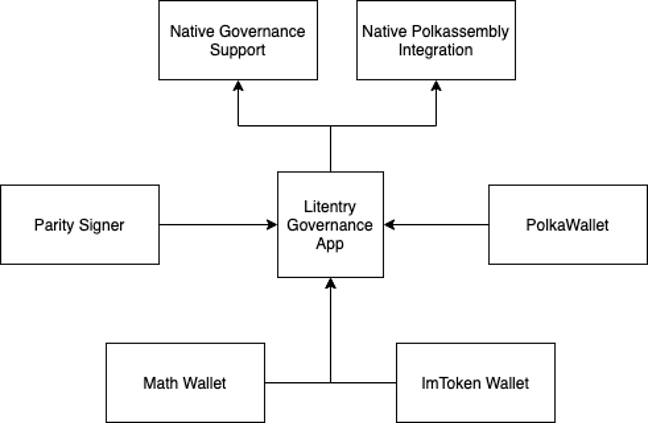 Native Governance
Support
Native Polkassembly
Integration
Parity Signer
Litentry
Governance
App
PolkaWallet
Math Wallet
ImToken Wallet